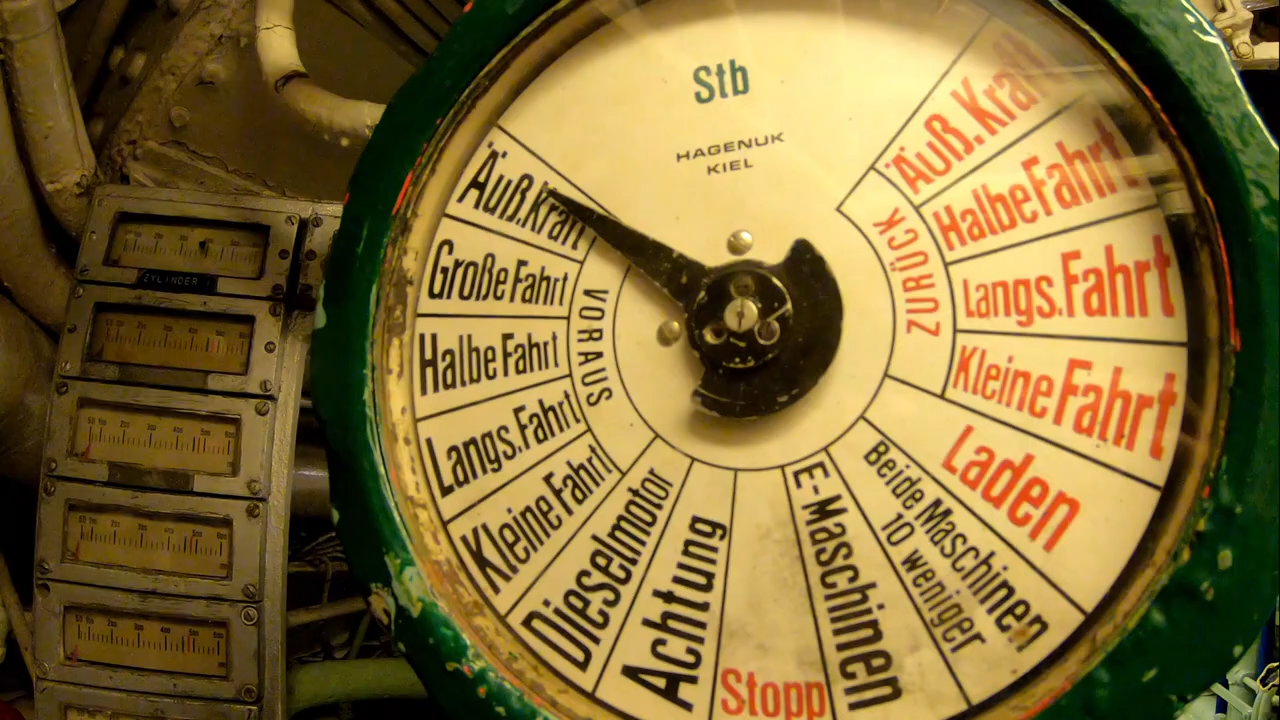 Stb
HAGENUK
KIEL
Äuß.Kraft
Große Fahrt
Halbe Fahrt
Langs.Fahrt
Kleine Fahrt
VORAUS
Dieselmotor
Achtung
Stopp
E-Maschinen
Beide Maschinen
10 weniger
Laden
Kleine Fahrt
Langs.Fahrt
Halbe Fahrt
Äuß.Kraft
ZURÜCK
ZYLINDER